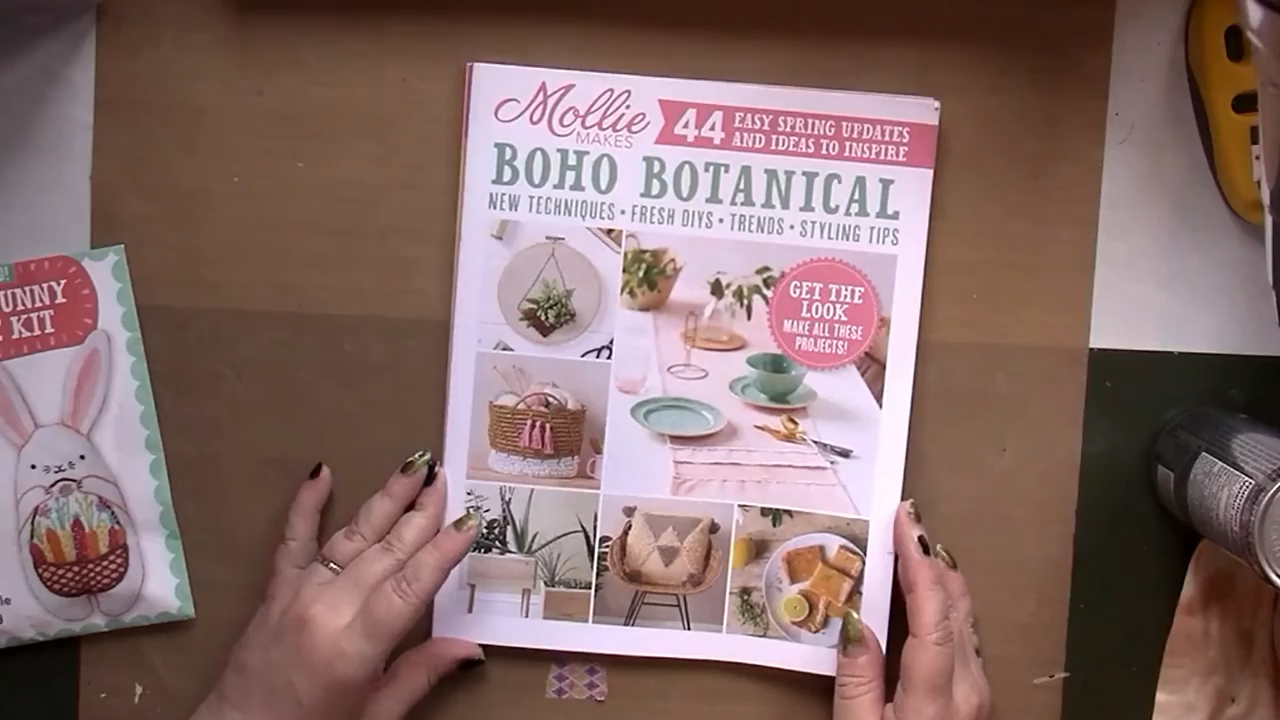 Mollie
MAKES
44
EASY SPRING UPDATES
AND IDEAS TO INSPIRE
BOHO BOTANICAL
NEW TECHNIQUES • FRESH DIYS • TRENDS • STYLING TIPS
GET THE
LOOK
MAKE ALL THESE
PROJECTS!
UNNY
KIT